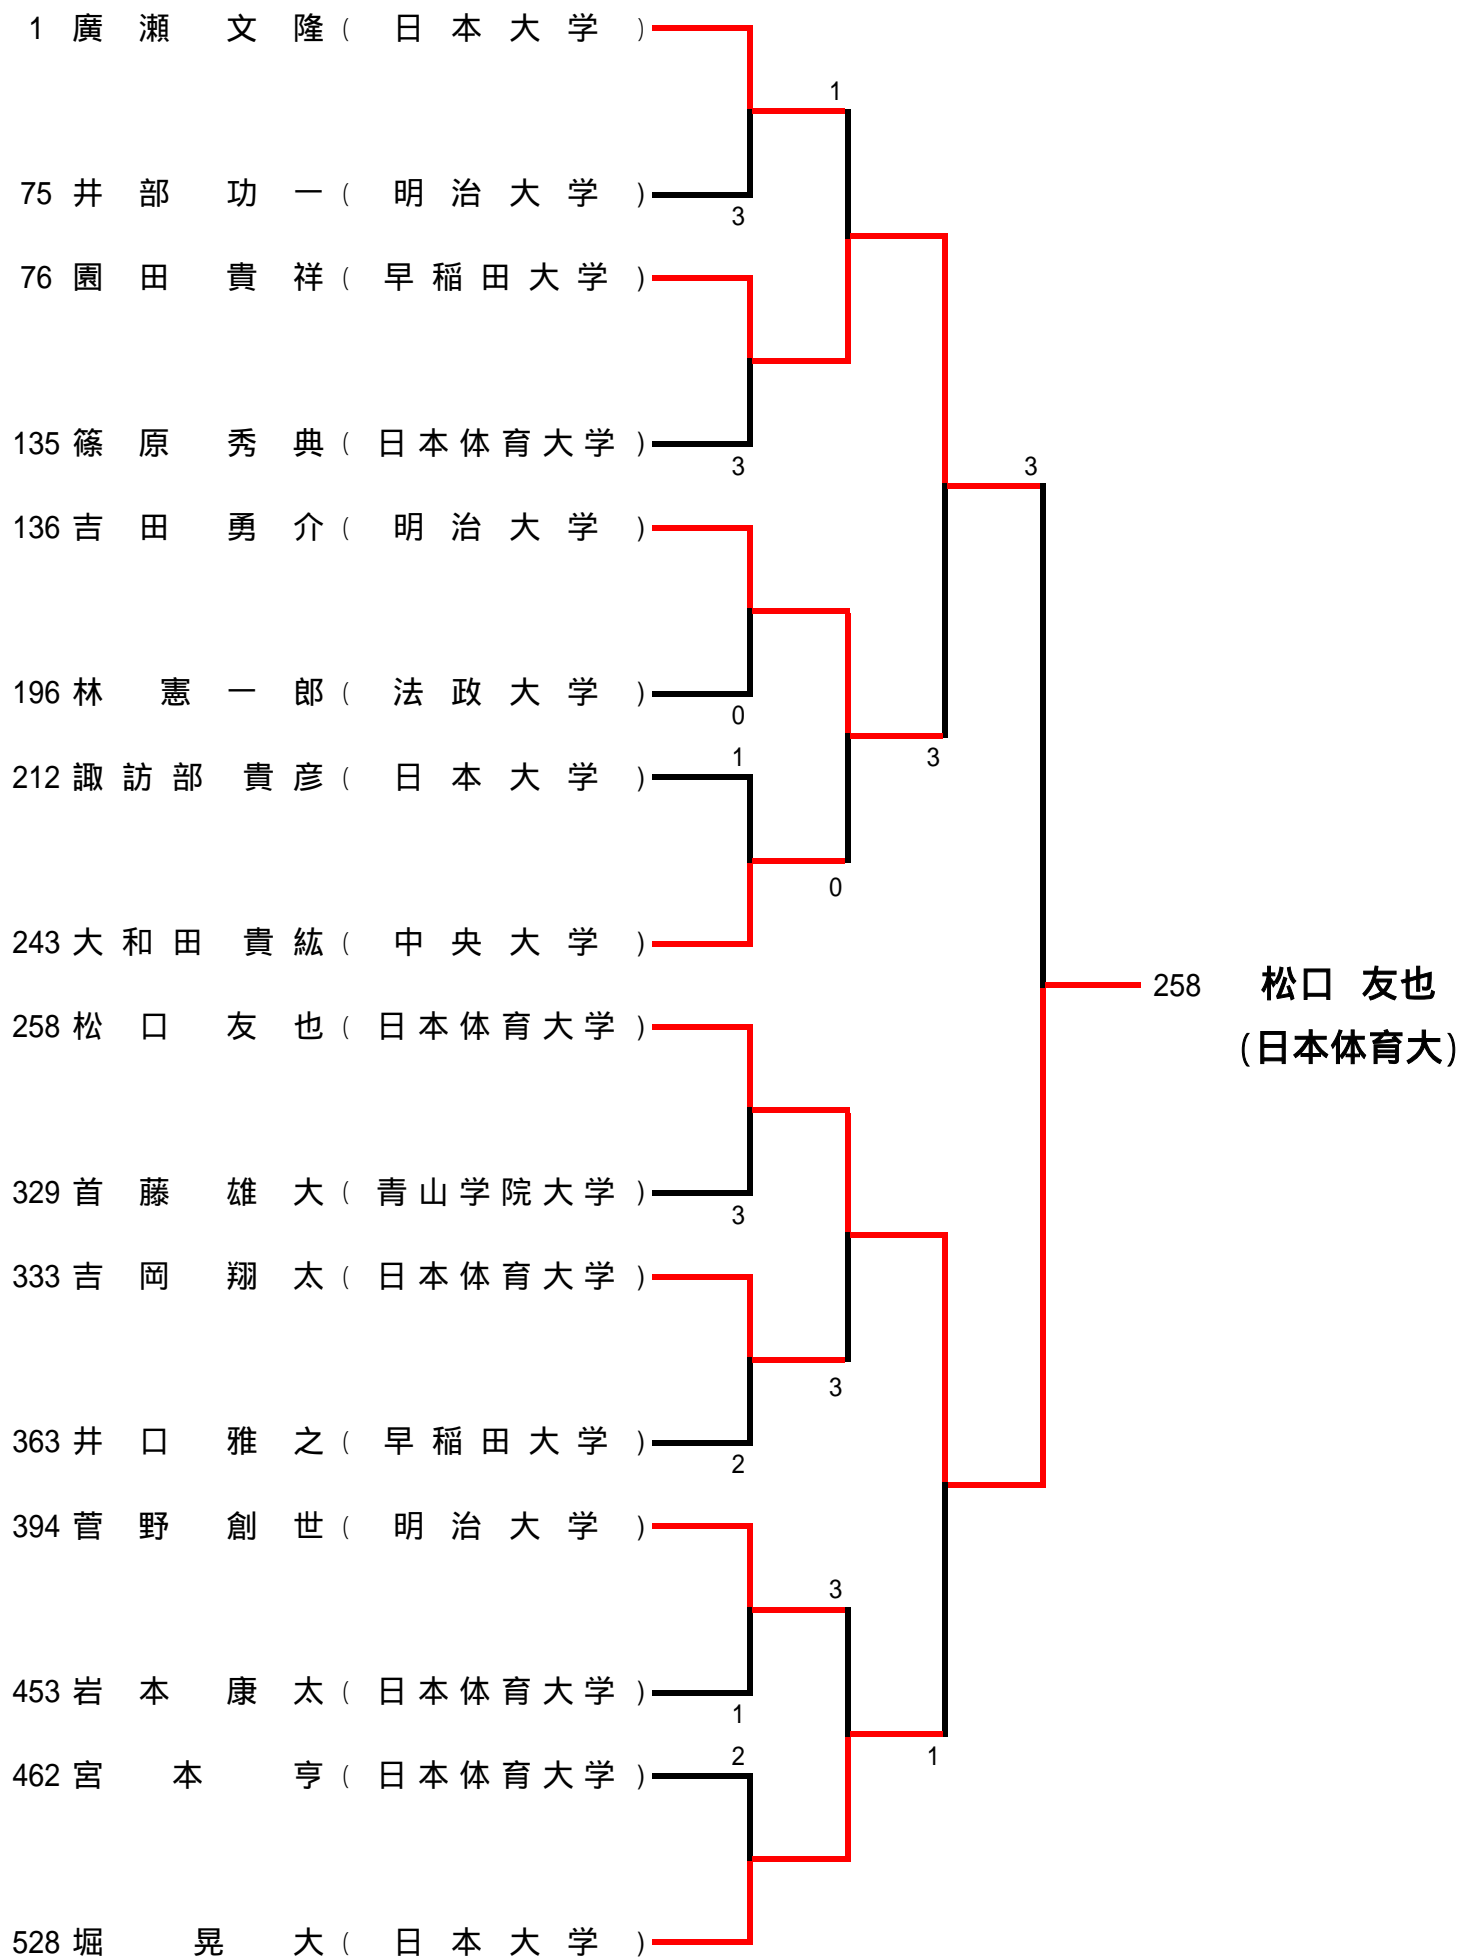 1 廣瀬 文隆 ( 日本大学 )
1
75 井部 功一 ( 明治大学 )
3
76 園田 貴祥 ( 早稲田大学 )
135 篠原 秀典 ( 日本体育大学 )
3
3
136 吉田 勇介 ( 明治大学 )
196 林 憲一郎 ( 法政大学 )
0
1
3
212 諏訪部 貴彦 ( 日本大学 )
0
243 大和田 貴紘 ( 中央大学 )
258 松口 友也
(日本体育大)
258 松口 友也 ( 日本体育大学 )
329 首藤 雄大 ( 青山学院大学 )
3
333 吉岡 翔太 ( 日本体育大学 )
3
363 井口 雅之 ( 早稲田大学 )
2
394 菅野 創世 ( 明治大学 )
3
453 岩本 康太 ( 日本体育大学 )
1
2
1
462 宮本 亨 ( 日本体育大学 )
528 堀 晃大 ( 日本大学 )